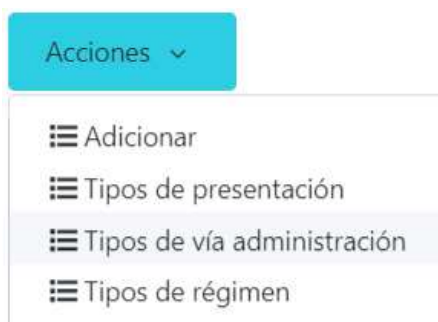 Acciones
Adicionar
Tipos de presentación
Tipos de vía administración
Tipos de régimen